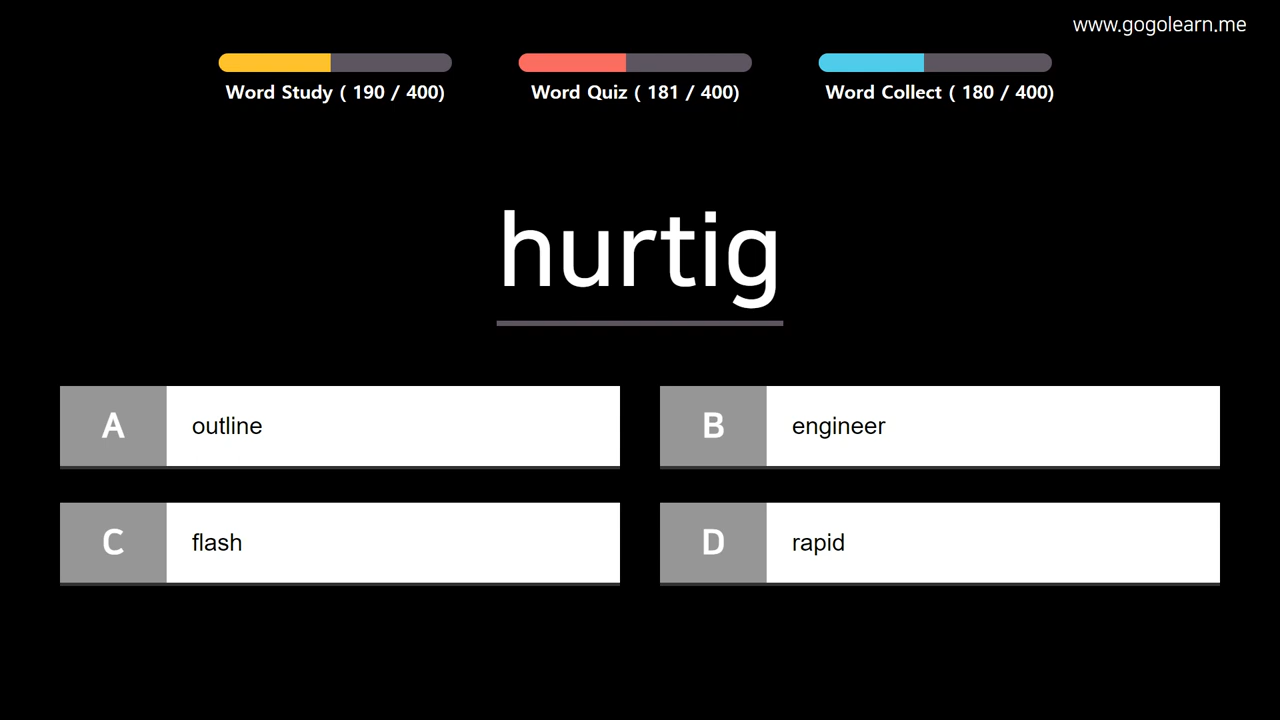 www.gogolearn.me
Word Study ( 190 / 400)
Word Quiz ( 181 / 400)
Word Collect ( 180 / 400)
hurtig
A outline
B engineer
C flash
D rapid